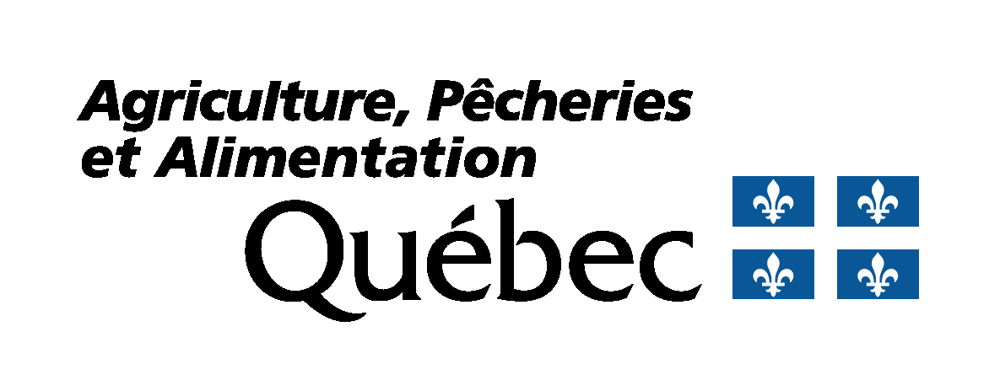 Agriculture, Pêcheries
et Alimentation
Québec